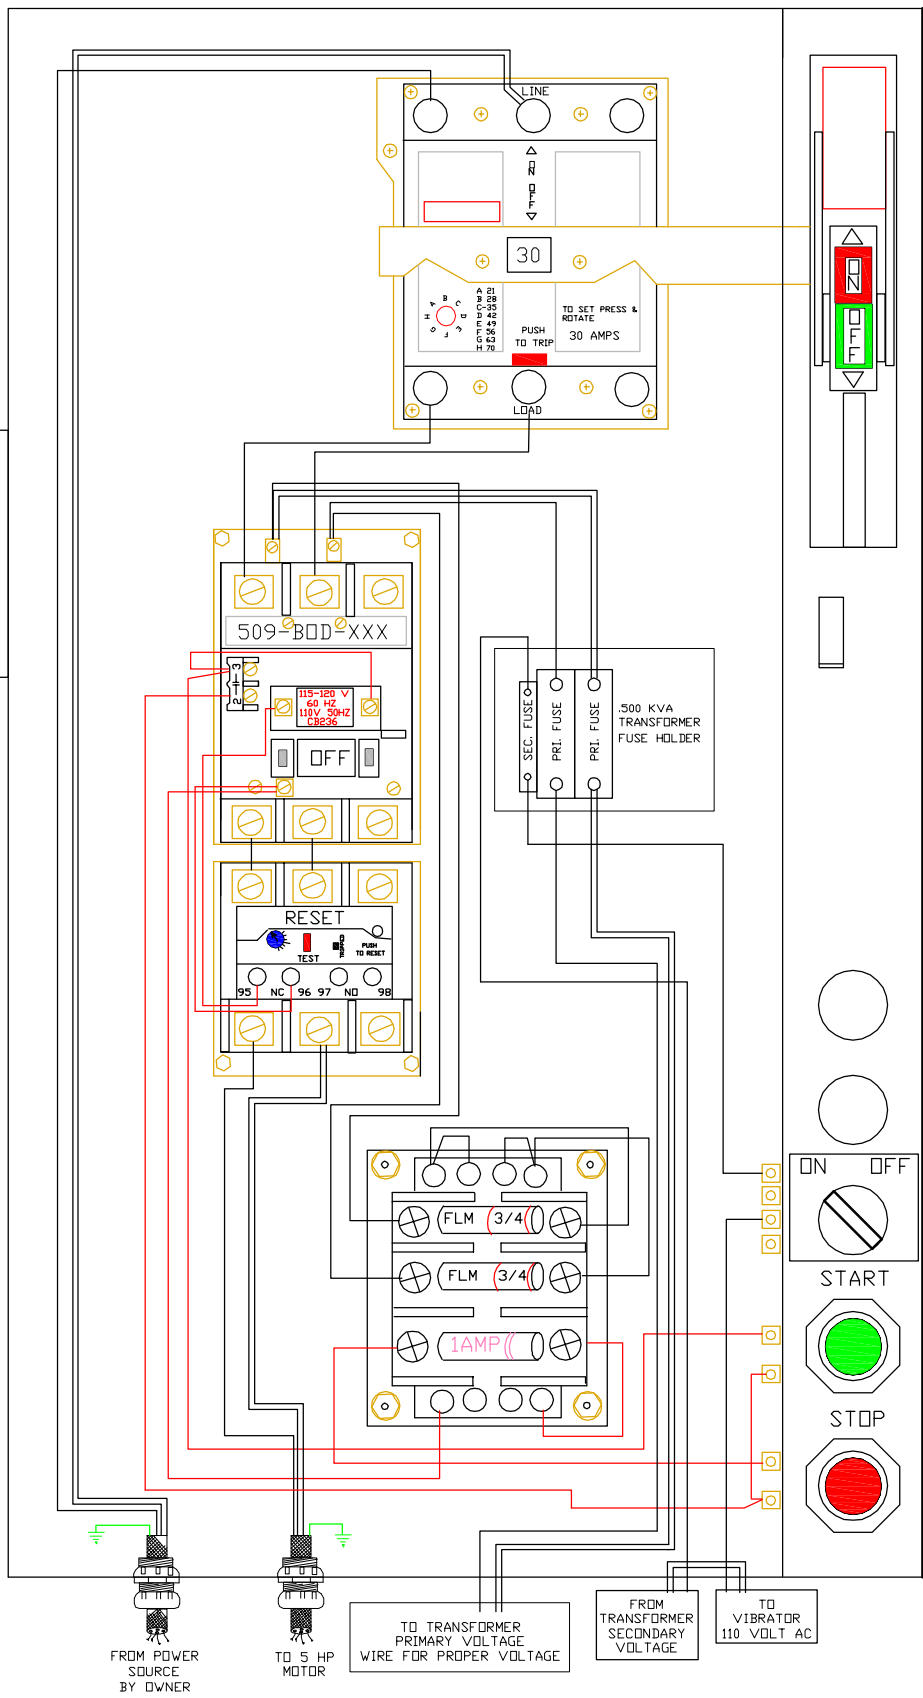 LINE
ON OFF
30
A 21
B 28
C-35
D 42
E 49
F 56
G 63
H 70
A B C D E F G H
PUSH
TO TRIP
TO SET PRESS &
ROTATE
30 AMPS
LOAD
ON
OFF
509-BOD-XXX
3
2
115-120 V
60 HZ
110V 50HZ
CB236
OFF
SEC. FUSE
PRI. FUSE
PRI. FUSE
.500 KVA
TRANSFORMER
FUSE HOLDER
RESET
TEST
TRIPPED
PUSH
TO RESET
95 NC 96 97 NO 98
ON OFF
FLM 3/4
FLM 3/4
1AMP
START
STOP
FROM POWER
SOURCE
BY OWNER
TO 5 HP
MOTOR
TO TRANSFORMER
PRIMARY VOLTAGE
WIRE FOR PROPER VOLTAGE
FROM
TRANSFORMER
SECONDARY
VOLTAGE
TO
VIBRATOR
110 VOLT AC